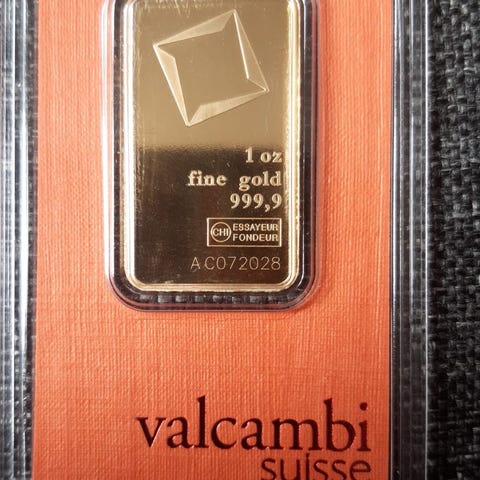 1 oz
fine gold
999,9
CHI ESSAYEUR
FONDEUR
AC072028
valcambi
suisse